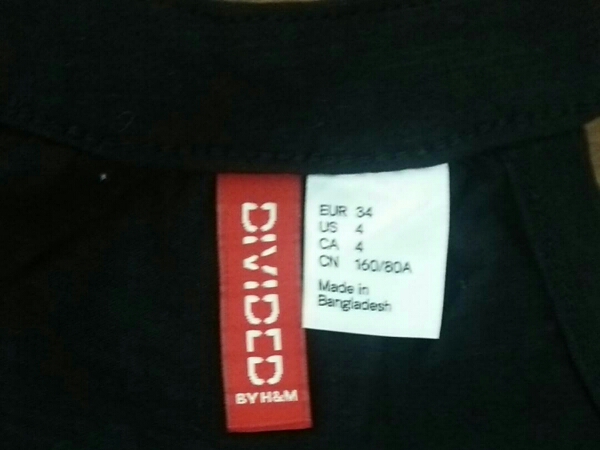 DIVIDED
BY H&M
EUR 34
US 4
CA 4
CN 160/80A
Made in
Bangladesh